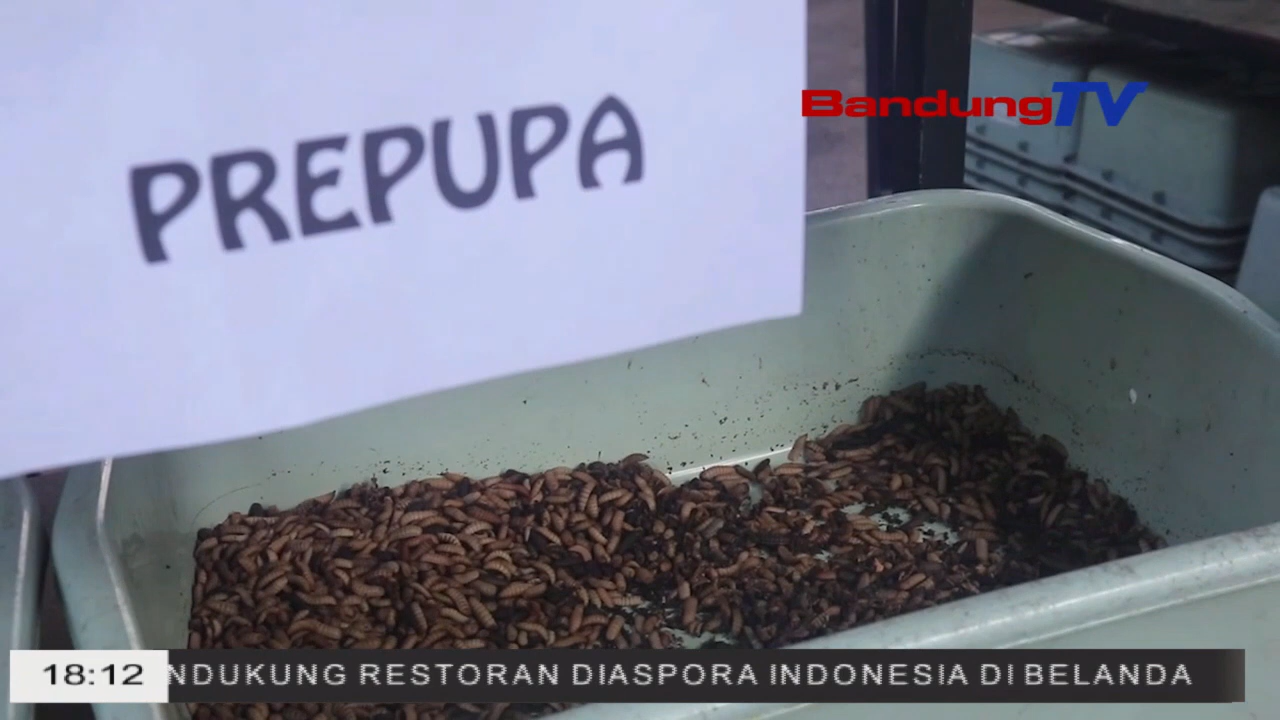 PREPUPA
BandungTV
18:12
NDUKUNG RESTORAN DIASPORA INDONESIA DI BELANDA